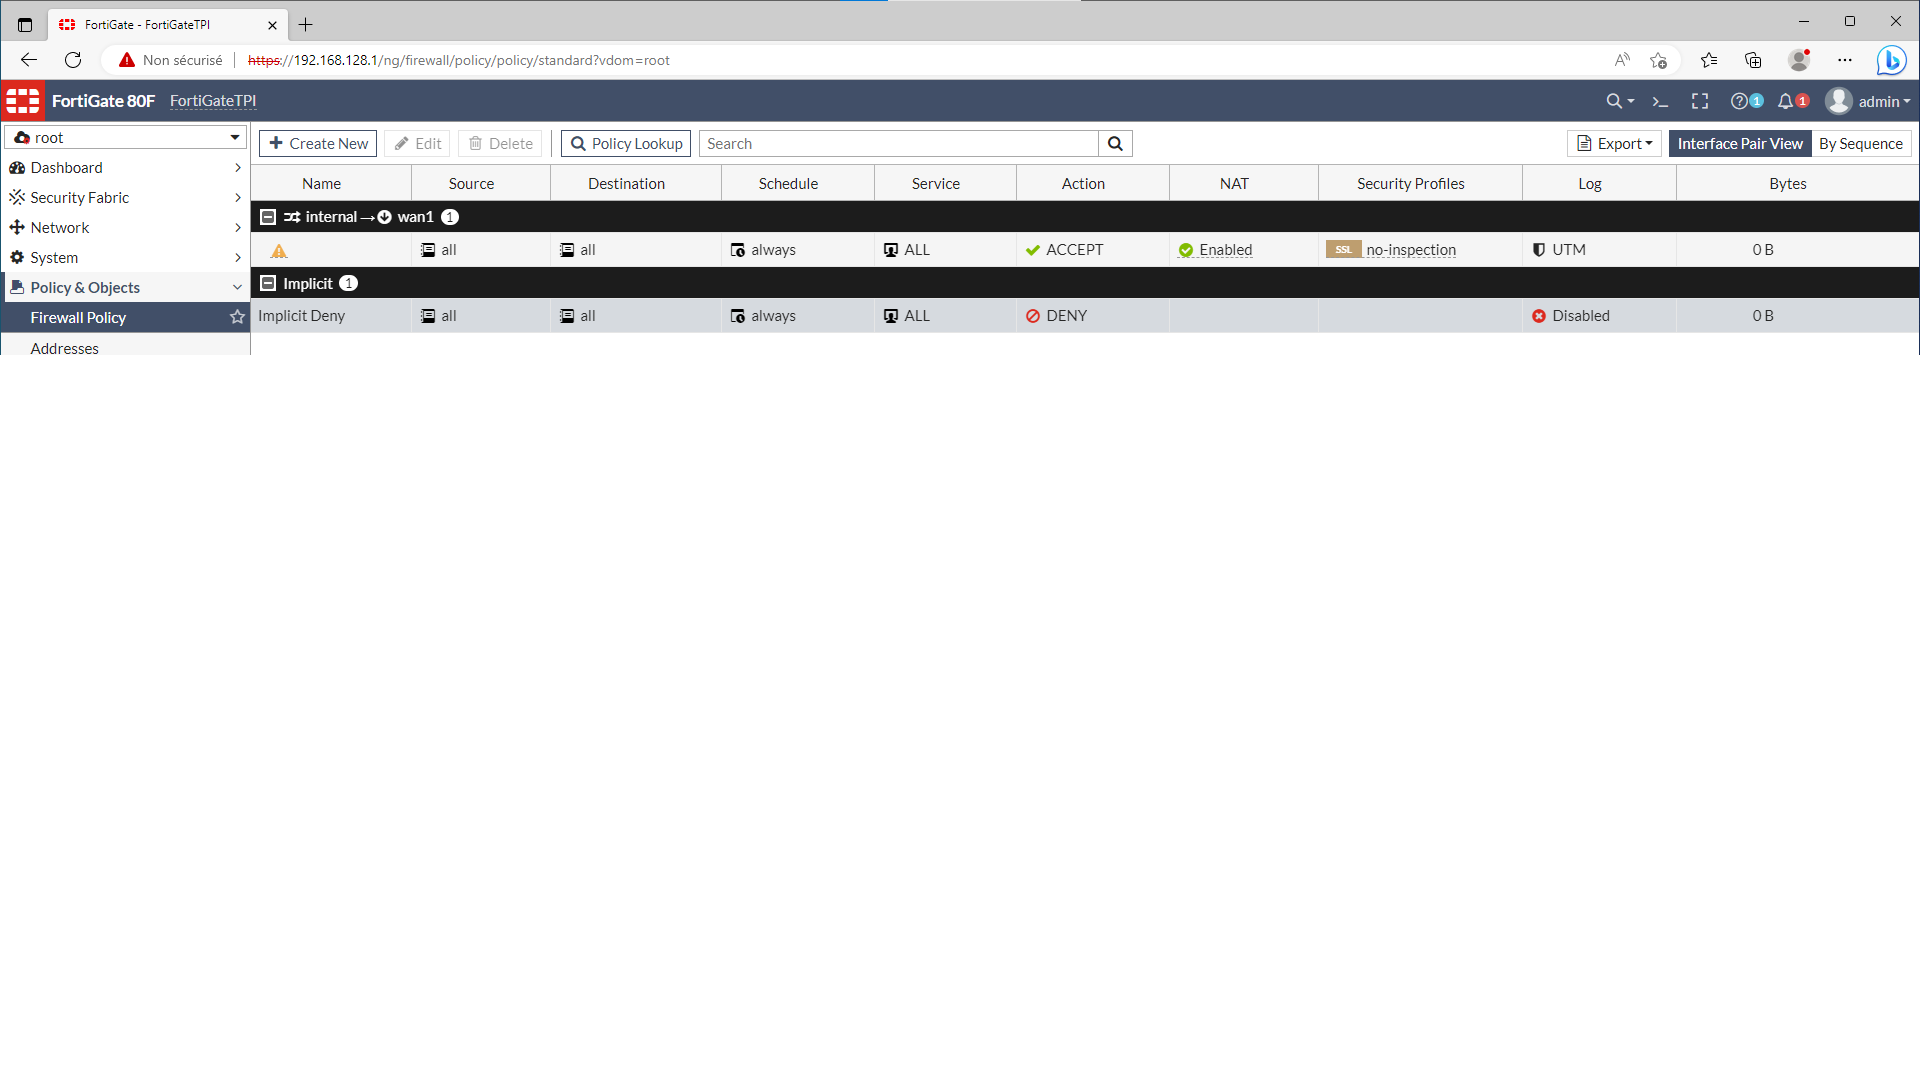 FortiGate - FortiGateTPI
Non sécurisé https://192.168.128.1/ng/firewall/policy/policy/standard?vdom=root
FortiGate 80F FortiGateTPI 1 1 admin
root
Create New Edit Delete Policy Lookup Search Export Interface Pair View By Sequence
Dashboard
Security Fabric
Network
System
Policy & Objects
Firewall Policy
Addresses
Name Source Destination Schedule Service Action NAT Security Profiles Log Bytes
internal → wan1 1
all all always ALL ACCEPT Enabled SSL no-inspection UTM 0 B
Implicit 1
Implicit Deny all all always ALL DENY Disabled 0 B